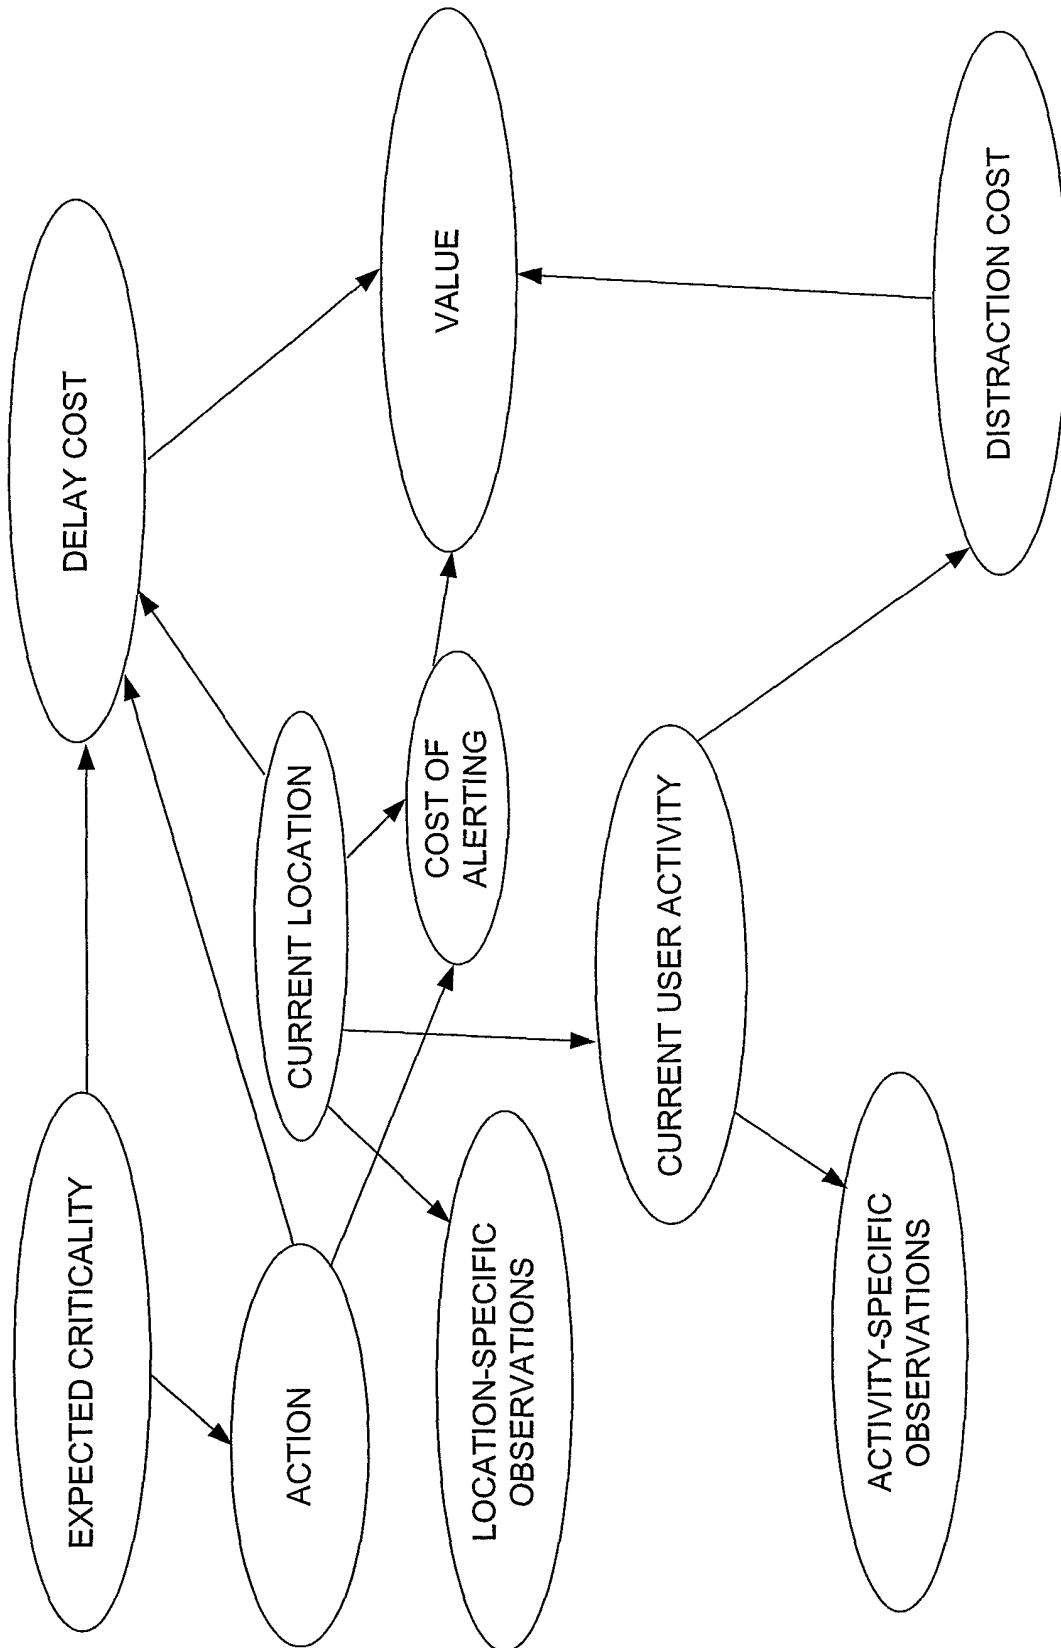 EXPECTED CRITICALITY
DELAY COST
ACTION
CURRENT LOCATION
VALUE
COST OF
ALERTING
LOCATION-SPECIFIC
OBSERVATIONS
CURRENT USER ACTIVITY
ACTIVITY-SPECIFIC
OBSERVATIONS
DISTRACTION COST